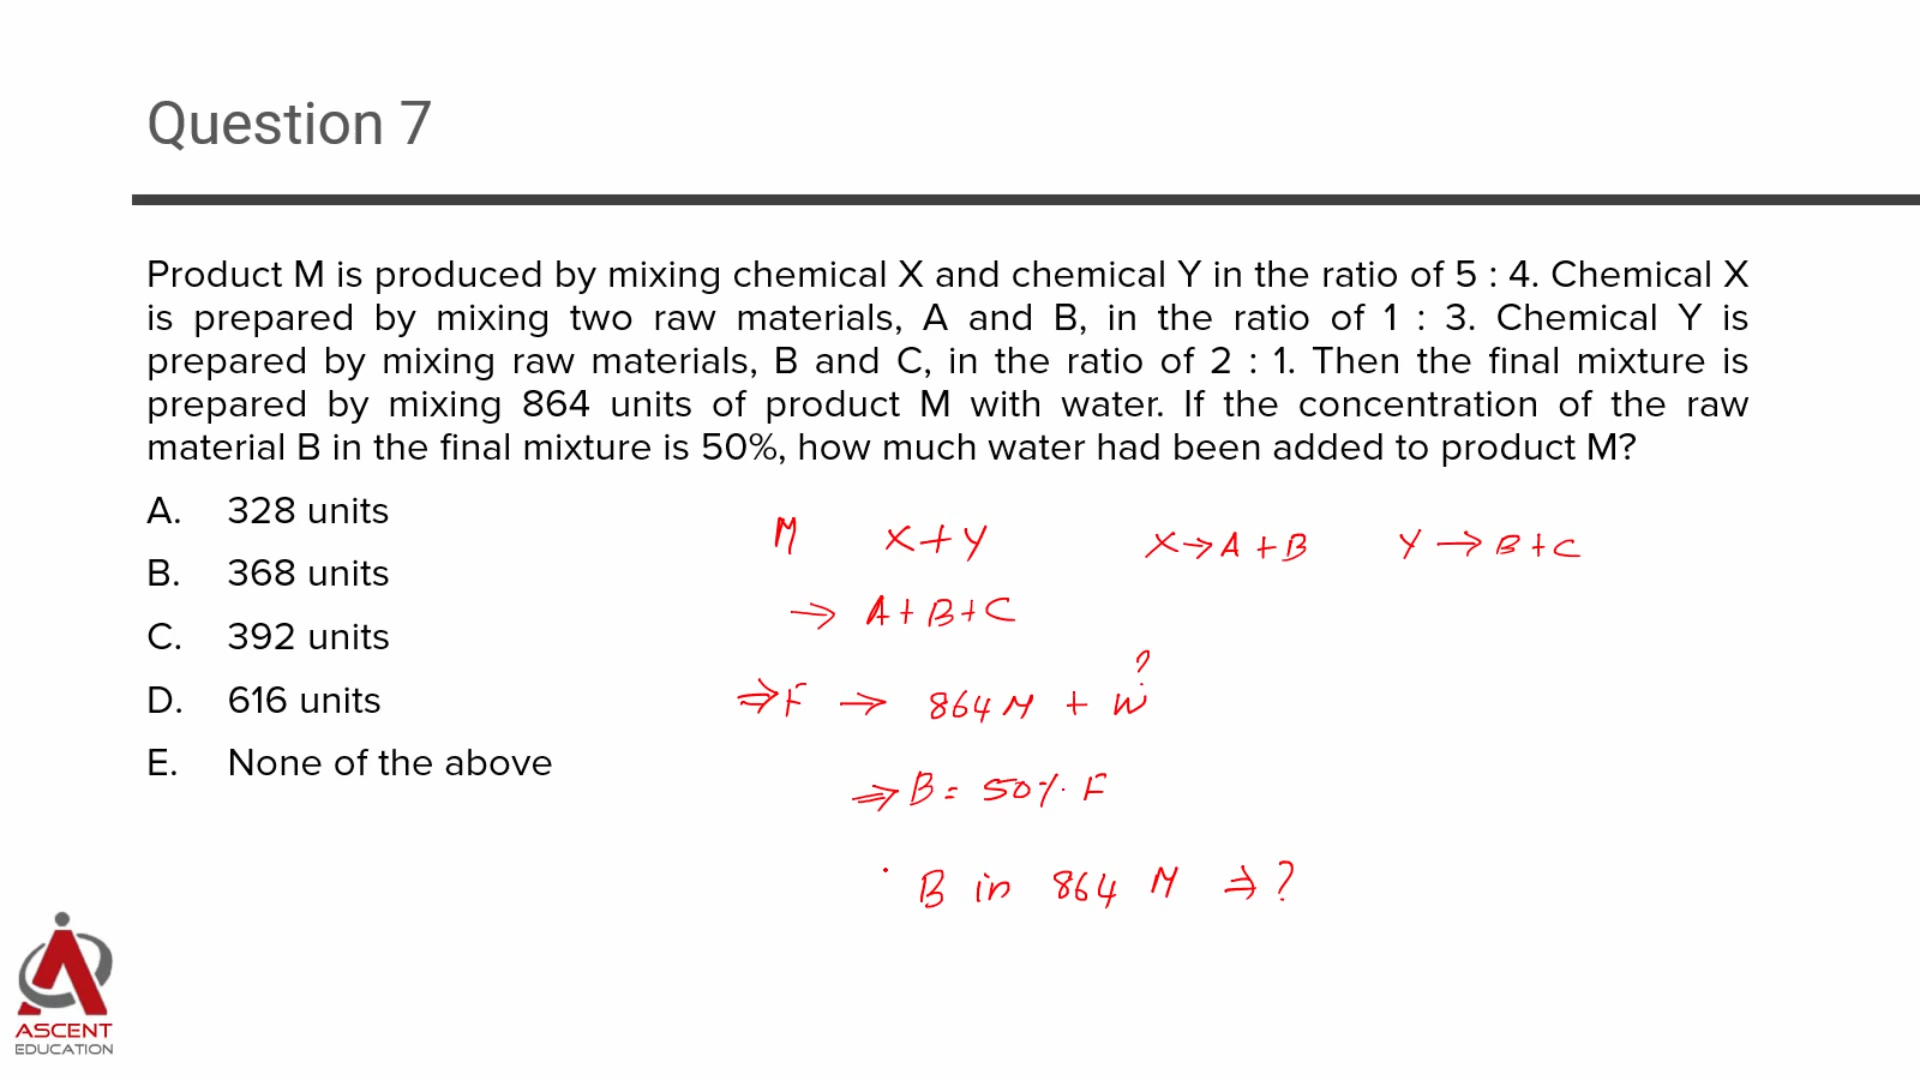 Question 7
Product M is produced by mixing chemical X and chemical Y in the ratio of 5 : 4. Chemical X
is prepared by mixing two raw materials, A and B, in the ratio of 1 : 3. Chemical Y is
prepared by mixing raw materials, B and C, in the ratio of 2 : 1. Then the final mixture is
prepared by mixing 864 units of product M with water. If the concentration of the raw
material B in the final mixture is 50%, how much water had been added to product M?
A. 328 units
B. 368 units
C. 392 units
D. 616 units
E. None of the above
M X+Y X→A+B Y→B+C
→ A+B+C
?
⇒F → 864 M + W
⇒B= 50% F
B in 864 M ⇒ ?
ASCENT
EDUCATION